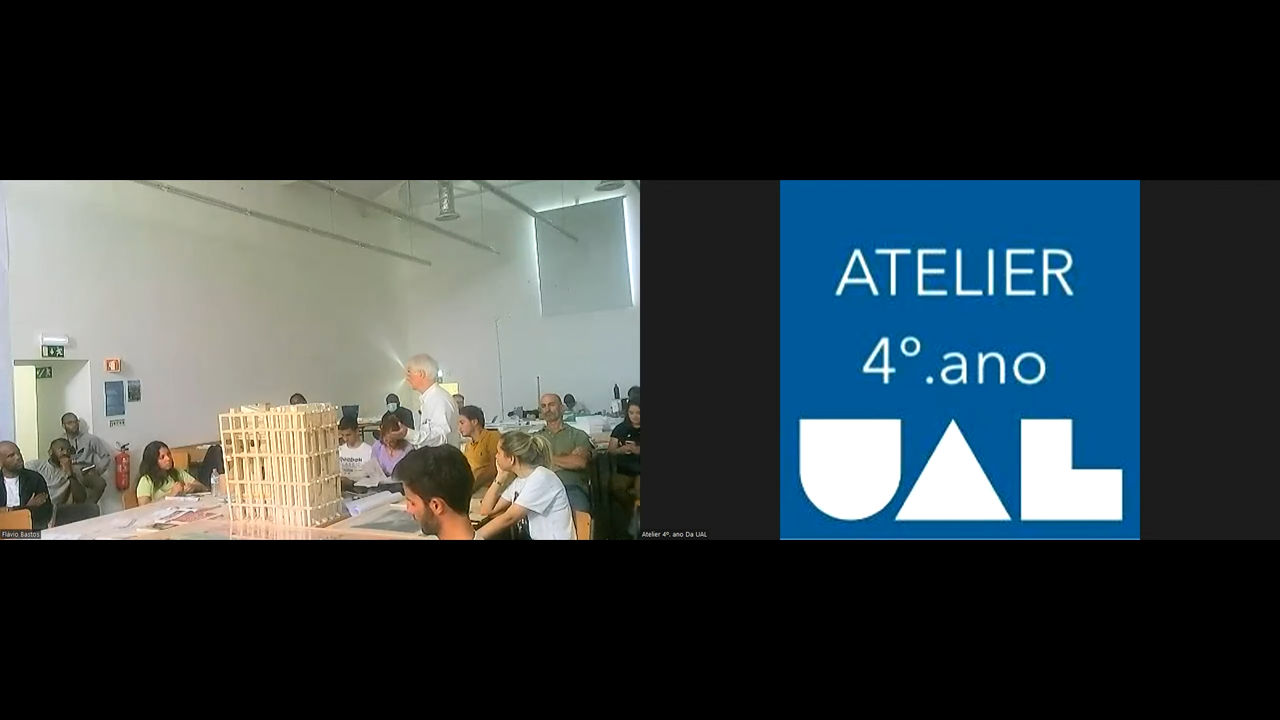 ATELIER
4º.ano
UAL
Flávio Bastos
Atelier 4º. ano Da UAL